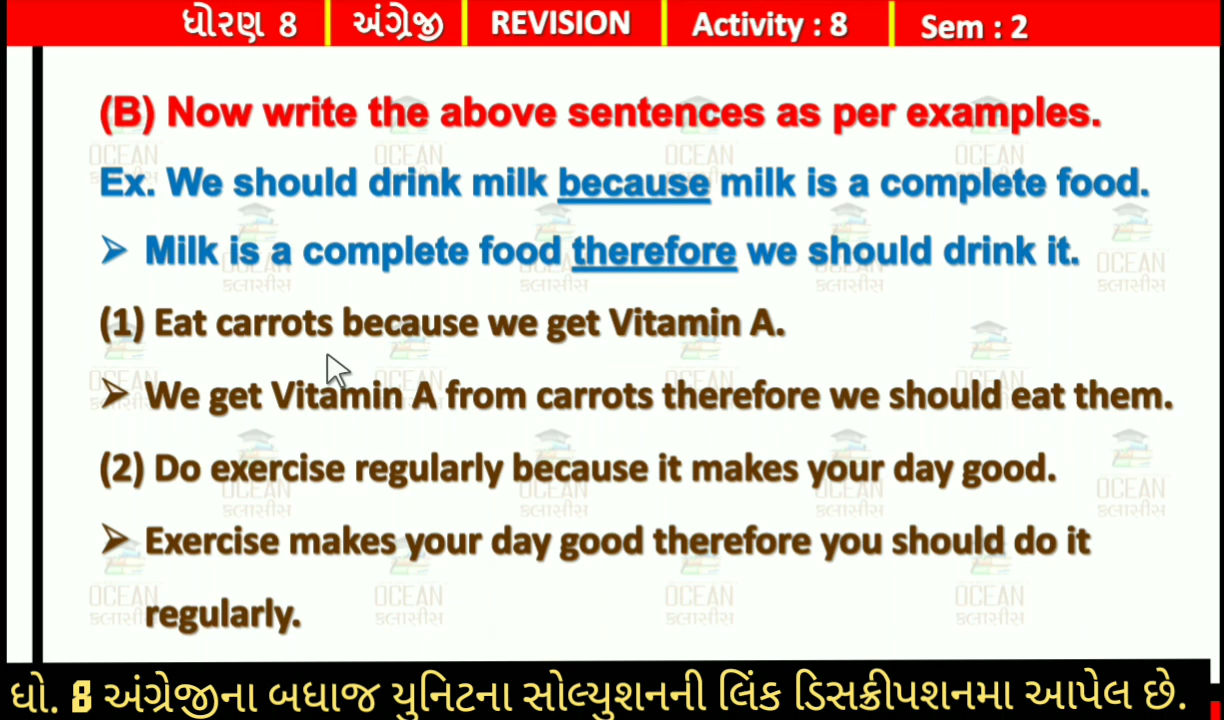 ધોરણ 8 અંગ્રેજી REVISION Activity : 8 Sem : 2
(B) Now write the above sentences as per examples.
Ex. We should drink milk because milk is a complete food.
➢ Milk is a complete food therefore we should drink it.
(1) Eat carrots because we get Vitamin A.
➢ We get Vitamin A from carrots therefore we should eat them.
(2) Do exercise regularly because it makes your day good.
➢ Exercise makes your day good therefore you should do it
regularly.
OCEAN
ક્લાસીસ
ધો. 8 અંગ્રેજીના બધાજ યુનિટના સોલ્યુશનની લિંક ડિસક્રીપશનમા આપેલ છે.